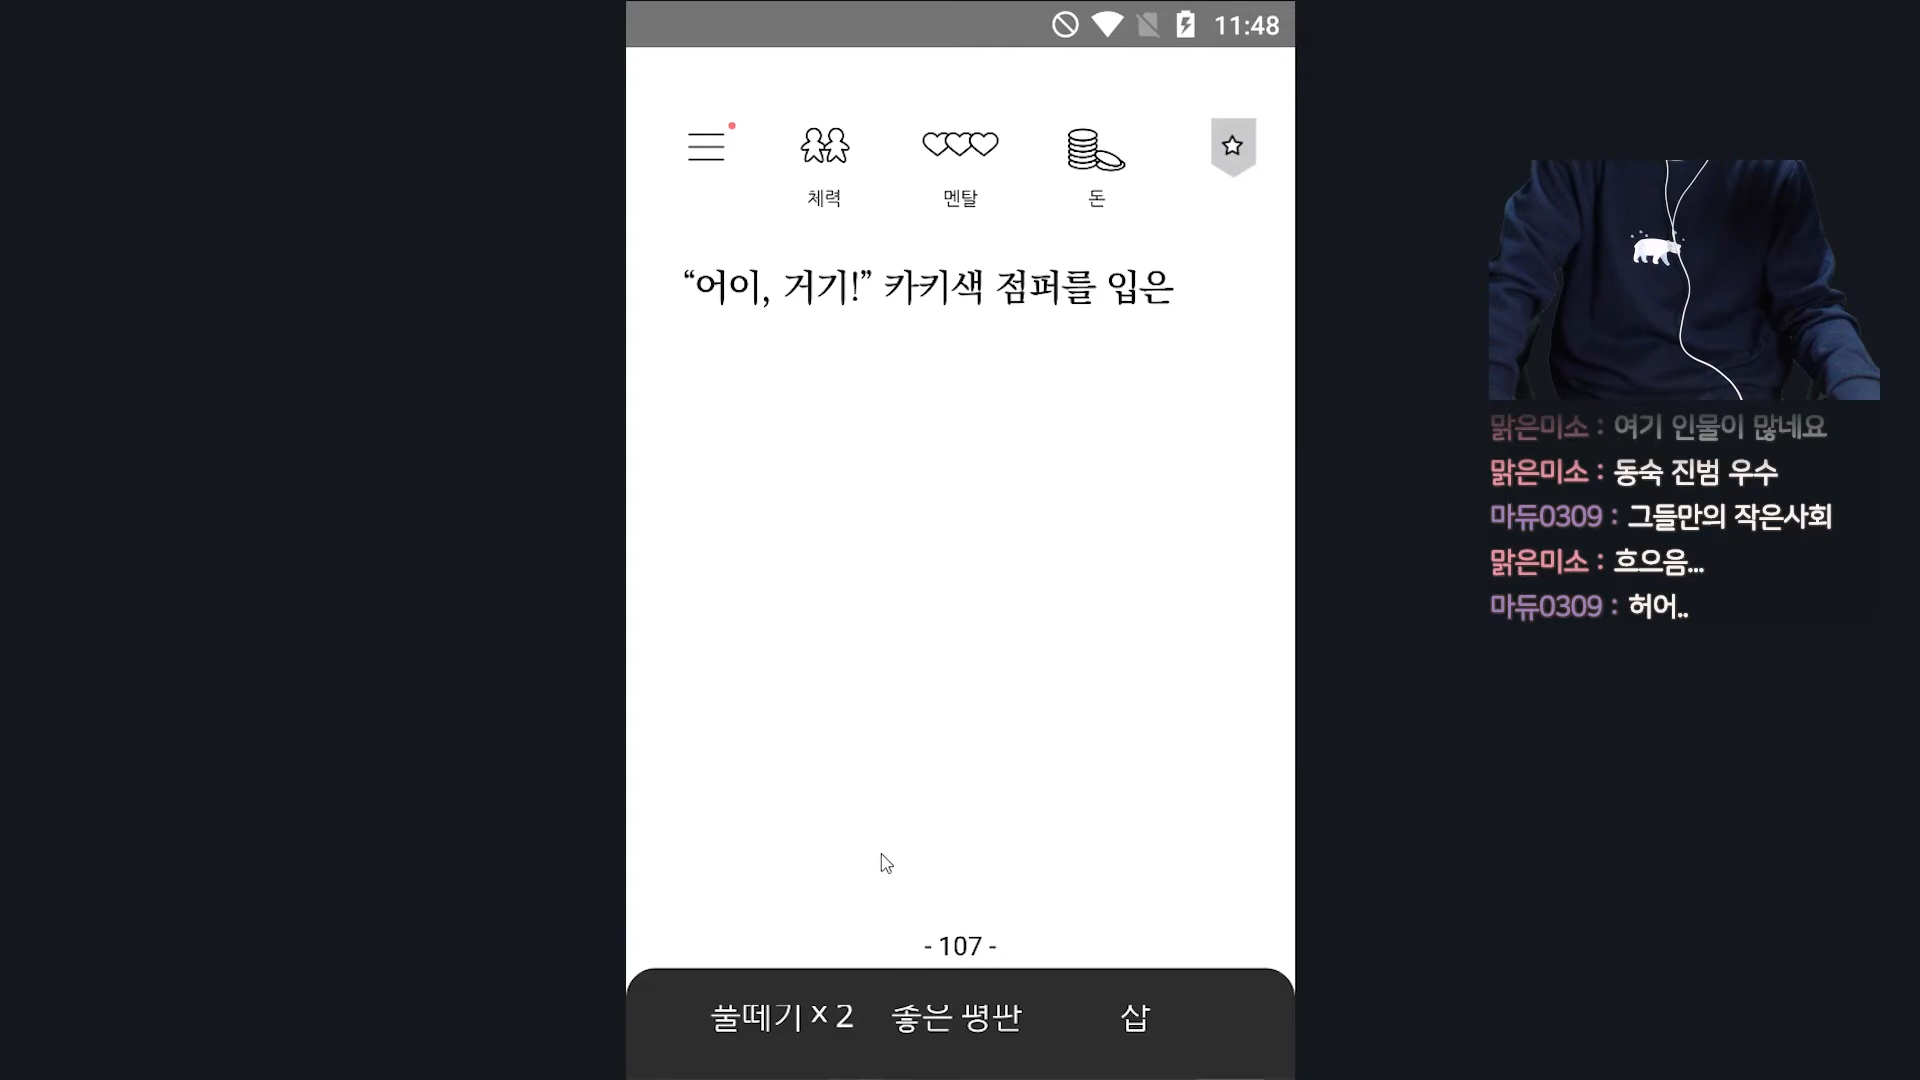 11:48
체력
멘탈
돈
“어이, 거기!” 카키색 점퍼를 입은
- 107 -
풀떼기 x 2 좋은 평판 삽
맑은미소 : 여기 인물이 많네요
맑은미소 : 동숙 진범 우수
마듀0309 : 그들만의 작은사회
맑은미소 : 흐으음...
마듀0309 : 허어..